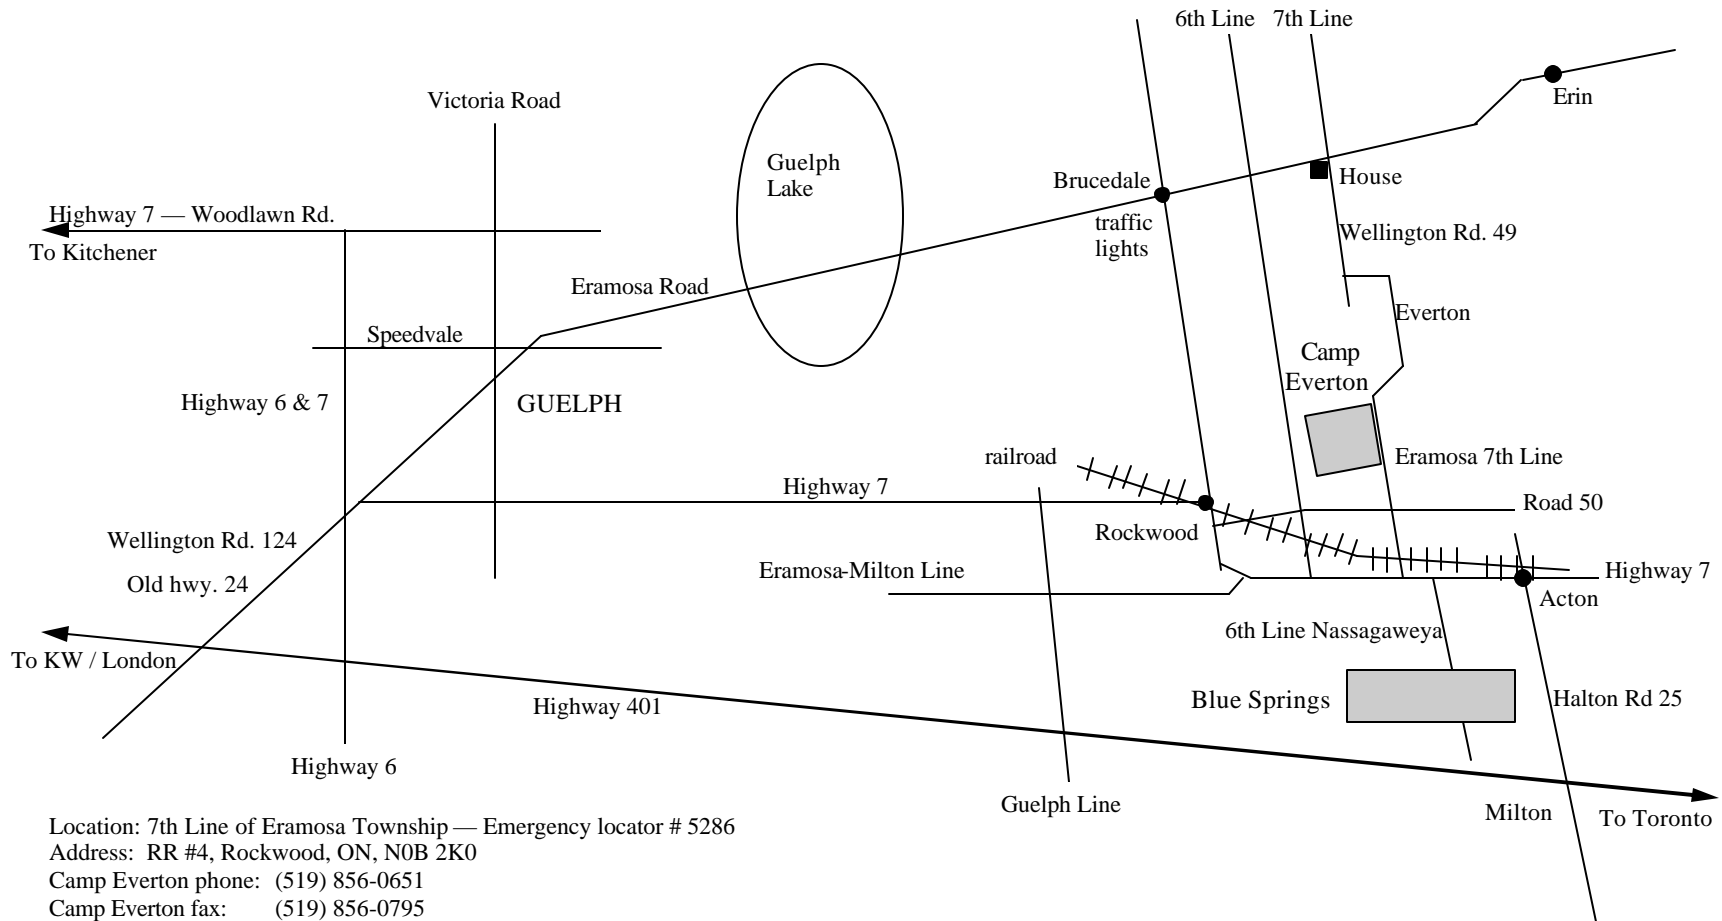 6th Line 7th Line
Erin
Victoria Road
Guelph
Lake
Brucedale
House
traffic
lights
Highway 7 — Woodlawn Rd.
To Kitchener
Wellington Rd. 49
Eramosa Road
Everton
Speedvale
Camp
Everton
Highway 6 & 7
GUELPH
railroad
Eramosa 7th Line
Highway 7
Road 50
Rockwood
Wellington Rd. 124
Old hwy. 24
Eramosa-Milton Line
Highway 7
Acton
6th Line Nassagaweya
To KW / London
Blue Springs
Halton Rd 25
Highway 401
Highway 6
Guelph Line
Milton
To Toronto
Location: 7th Line of Eramosa Township — Emergency locator # 5286
Address: RR #4, Rockwood, ON, N0B 2K0
Camp Everton phone: (519) 856-0651
Camp Everton fax: (519) 856-0795